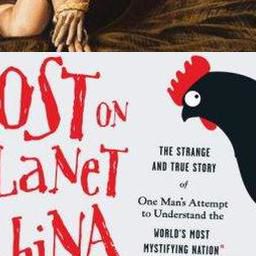 OST ON
LaNeT
hiNA
THE STRANGE
AND TRUE STORY
of
One Man's Attempt
to Understand the
WORLD'S MOST
MYSTIFYING NATION*